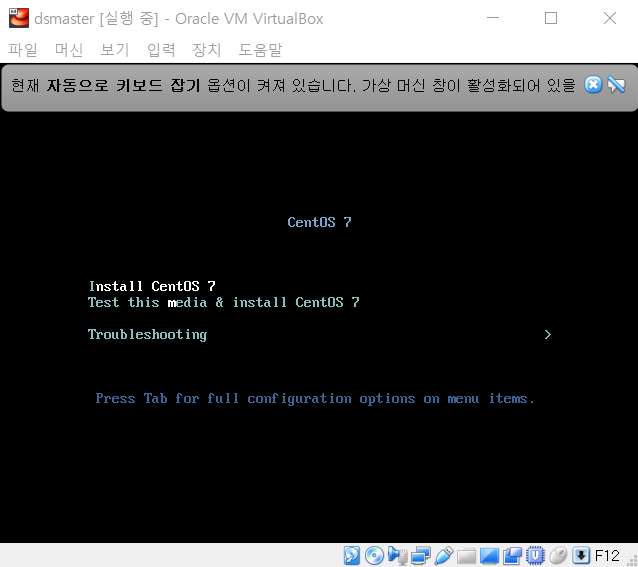 dsmaster [실행 중] - Oracle VM VirtualBox
파일 머신 보기 입력 장치 도움말
현재 자동으로 키보드 잡기 옵션이 켜져 있습니다. 가상 머신 창이 활성화되어 있을
CentOS 7
Install CentOS 7
Test this media & install CentOS 7
Troubleshooting >
Press Tab for full configuration options on menu items.
F12